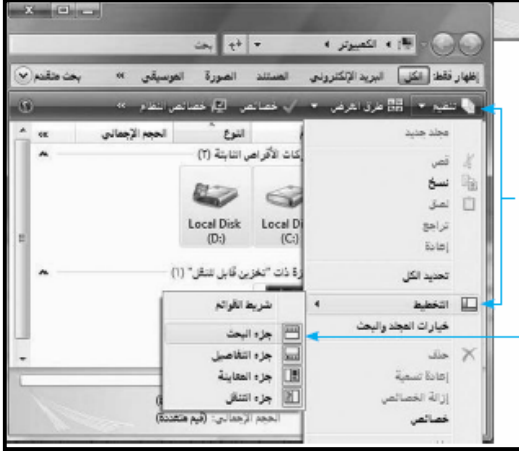 الكمبيوتر
بحث
إظهار فقط: الكل البريد الإلكتروني المستند الصورة الموسيقى » بحث متقدم
تنظيم طرق العرض خصائص خصائص النظام »
النوع الحجم الإجمالي »
مجلد جديد
كات الأقراص الثابتة (٢)
قص
نسخ
لصق
Local Disk
(D:)
Local D
(C:)
تراجع
إعادة
تحديد الكل
زة ذات "تخزين قابل للنقل" (١)
التخطيط
شريط القوائم
جزء البحث
جزء التفاصيل
جزء المعاينة
جزء التنقل
خيارات المجلد والبحث
حذف
إعادة تسمية
إزالة الخصائص
خصائص
الحجم الإجمالي: (قيم متعددة)